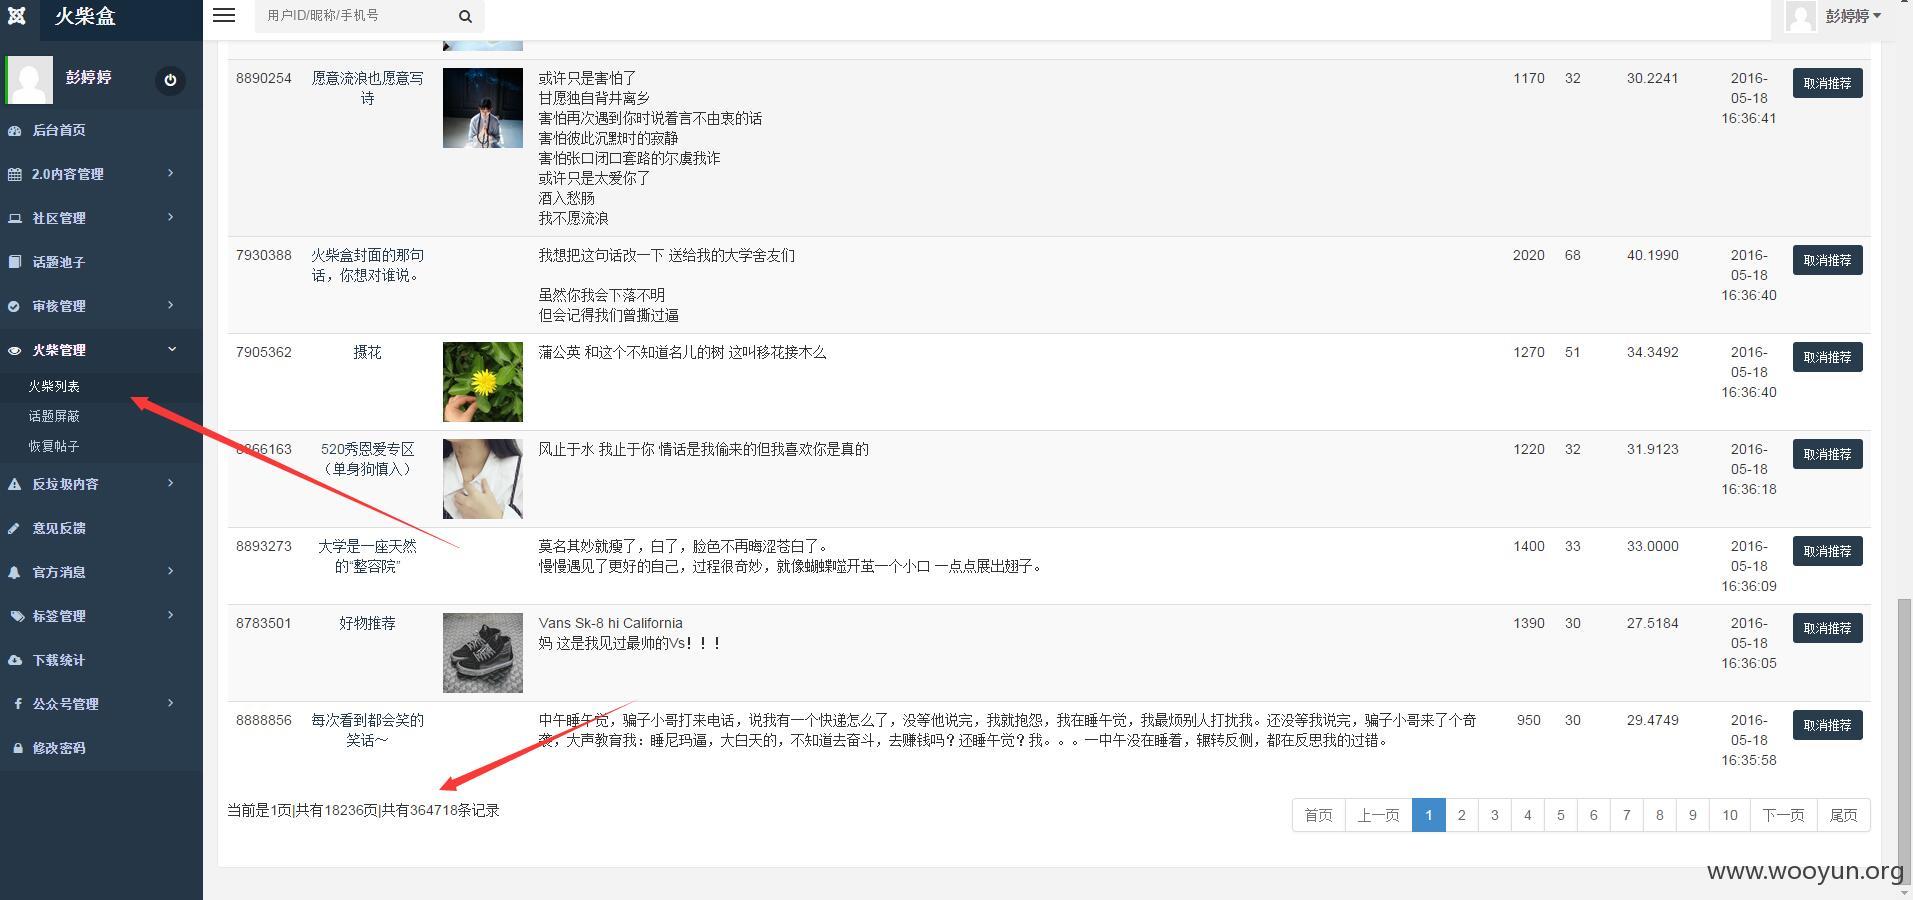 火柴盒
用户ID/昵称/手机号
彭婷婷
彭婷婷
后台首页
2.0内容管理
社区管理
话题池子
审核管理
火柴管理
火柴列表
话题屏蔽
恢复帖子
反垃圾内容
意见反馈
官方消息
标签管理
下载统计
公众号管理
修改密码
8890254 愿意流浪也愿意写诗 或许只是害怕了 1170 32 30.2241 2016-05-18 16:36:41 取消推荐
甘愿独自背井离乡
害怕再次遇到你时说着言不由衷的话
害怕彼此沉默时的寂静
害怕张口闭口套路的尔虞我诈
或许只是太爱你了
酒入愁肠
我不愿流浪
7930388 火柴盒封面的那句话，你想对谁说。 我想把这句话改一下 送给我的大学舍友们 2020 68 40.1990 2016-05-18 16:36:40 取消推荐
虽然你我会下落不明
但会记得我们曾撕过逼
7905362 摄花 蒲公英 和这个不知道名儿的树 这叫移花接木么 1270 51 34.3492 2016-05-18 16:36:40 取消推荐
866163 520秀恩爱专区（单身狗慎入） 风止于水 我止于你 情话是我偷来的但我喜欢你是真的 1220 32 31.9123 2016-05-18 16:36:18 取消推荐
8893273 大学是一座天然的“整容院” 莫名其妙就瘦了，白了，脸色不再晦涩苍白了。 1400 33 33.0000 2016-05-18 16:36:09 取消推荐
慢慢遇见了更好的自己，过程很奇妙，就像蝴蝶噬开茧一个小口 一点点展出翅子。
8783501 好物推荐 Vans Sk-8 hi California 1390 30 27.5184 2016-05-18 16:36:05 取消推荐
妈 这是我见过最帅的Vs！！！
8888856 每次看到都会笑的笑话～ 中午睡午觉，骗子小哥打来电话，说我有一个快递怎么了，没等他说完，我就抱怨，我在睡午觉，我最烦别人打扰我。还没等我说完，骗子小哥来了个奇 950 30 29.4749 2016-05-18 16:35:58 取消推荐
袭，大声教育我：睡尼玛逼，大白天的，不知道去奋斗，去赚钱吗？还睡午觉？我。。。一中午没在睡着，辗转反侧，都在反思我的过错。
当前是1页|共有18236页|共有364718条记录
首页 上一页 1 2 3 4 5 6 7 8 9 10 下一页 尾页
www.wooyun.org